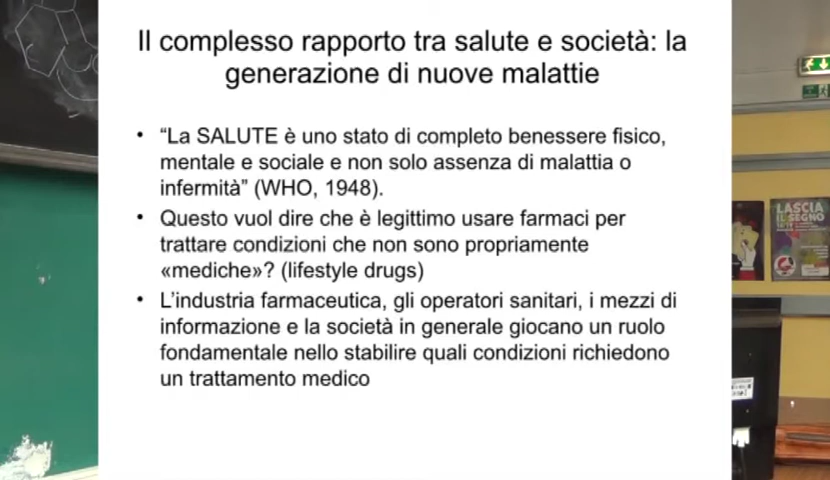 Il complesso rapporto tra salute e società: la
generazione di nuove malattie
• “La SALUTE è uno stato di completo benessere fisico,
mentale e sociale e non solo assenza di malattia o
infermità” (WHO, 1948).
• Questo vuol dire che è legittimo usare farmaci per
trattare condizioni che non sono propriamente
«mediche»? (lifestyle drugs)
• L’industria farmaceutica, gli operatori sanitari, i mezzi di
informazione e la società in generale giocano un ruolo
fondamentale nello stabilire quali condizioni richiedono
un trattamento medico
LASCIA
IL SEGNO